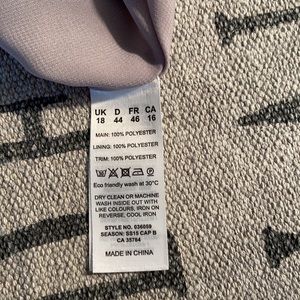 UK D FR CA
18 44 46 16
MAIN: 100% POLYESTER
LINING: 100% POLYESTER
TRIM: 100% POLYESTER
Eco friendly wash at 30°C
DRY CLEAN OR MACHINE
WASH INSIDE OUT WITH
LIKE COLOURS, IRON ON
REVERSE, COOL IRON
STYLE NO. 036059
SEASON: SS15 CAP B
CA 35784
MADE IN CHINA